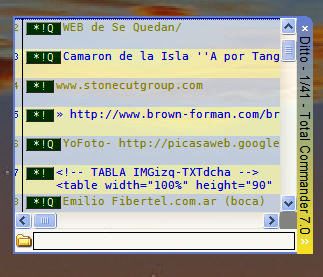 2 *!Q WEB de Se Quedan/
3 *!Q Camaron de la Isla ''A por Tang
4 *! www.stonecutgroup.com
5 *! » http://www.brown-forman.com/br
6 *!Q YoFoto- http://picasaweb.google
7 *! <!-- TABLA IMGizq-TXTdcha -->
<table width="100%" height="90"
8 *!Q Emilio Fibertel.com.ar (boca)
Ditto - 1/41 - Total Commander 7.0